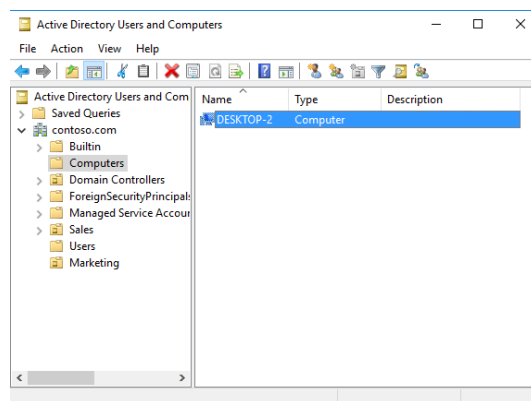 Active Directory Users and Computers
File Action View Help
Active Directory Users and Com
Saved Queries
contoso.com
Builtin
Computers
Domain Controllers
ForeignSecurityPrincipal
Managed Service Accour
Sales
Users
Marketing
Name Type Description
DESKTOP-2 Computer